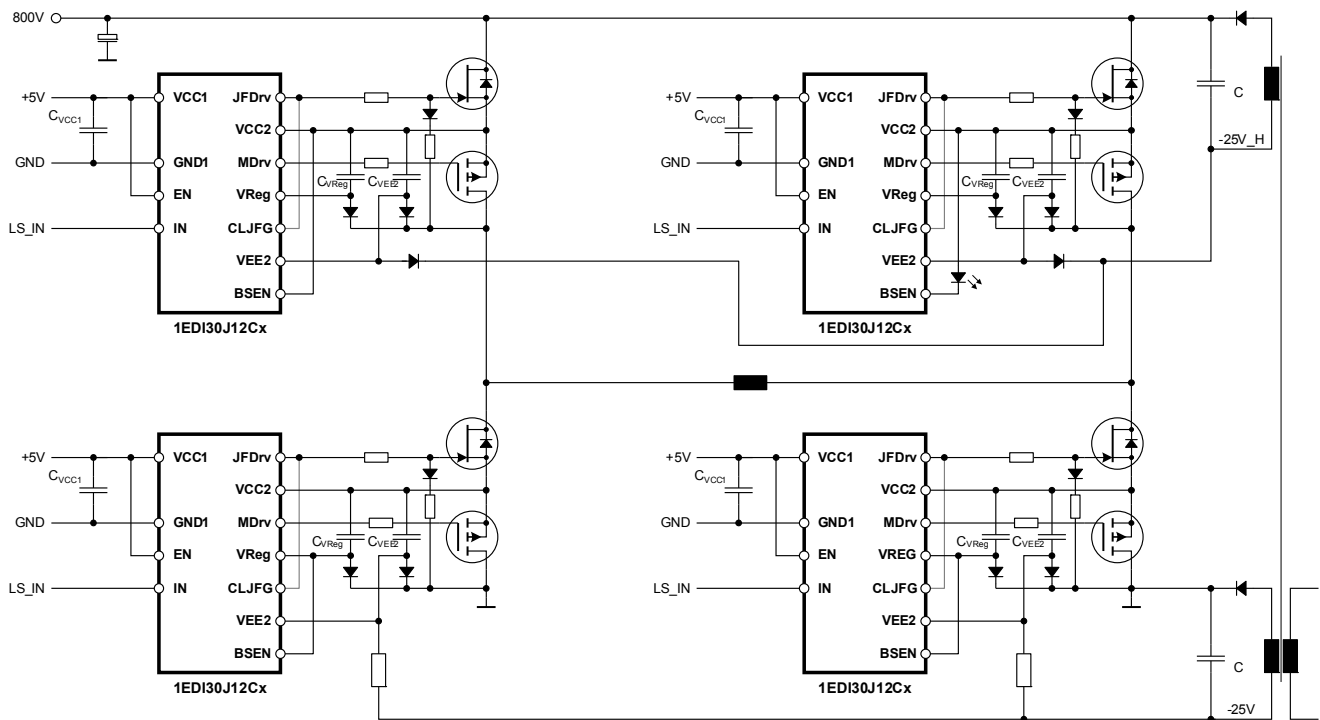 800V
+5V
CVCC1
GND
LS_IN
VCC1
GND1
EN
IN
JFDrv
VCC2
MDrv
VReg
CLJFG
VEE2
BSEN
1EDI30J12Cx
CVReg
CVEE2
+5V
CVCC1
GND
LS_IN
VCC1
GND1
EN
IN
JFDrv
VCC2
MDrv
VReg
CLJFG
VEE2
BSEN
1EDI30J12Cx
CVReg
CVEE2
C
-25V_H
+5V
CVCC1
GND
LS_IN
VCC1
GND1
EN
IN
JFDrv
VCC2
MDrv
VReg
CLJFG
VEE2
BSEN
1EDI30J12Cx
CVReg
CVEE2
+5V
CVCC1
GND
LS_IN
VCC1
GND1
EN
IN
JFDrv
VCC2
MDrv
VREG
CLJFG
VEE2
BSEN
1EDI30J12Cx
CVReg
CVEE2
C
-25V